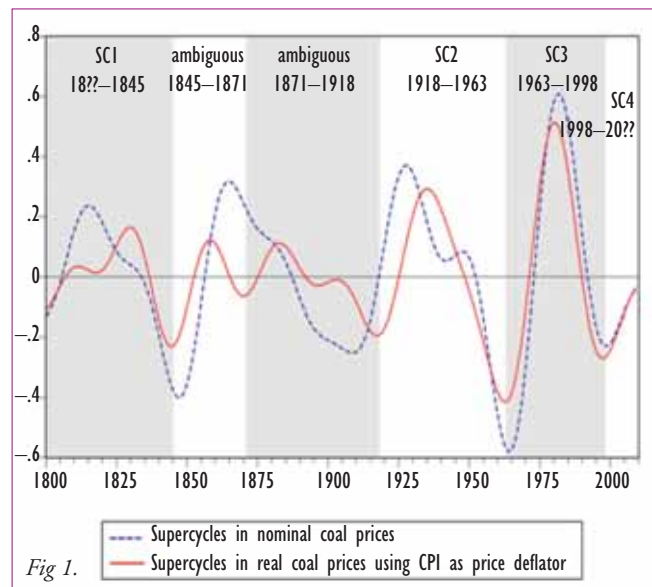 .8
.6
.4
.2
0
–.2
–.4
–.6
SC1
18??–1845
ambiguous
1845–1871
ambiguous
1871–1918
SC2
1918–1963
SC3
1963–1998
SC4
1998–20??
1800 1825 1850 1875 1900 1925 1950 1975 2000
Supercycles in nominal coal prices
Supercycles in real coal prices using CPI as price deflator
Fig 1.